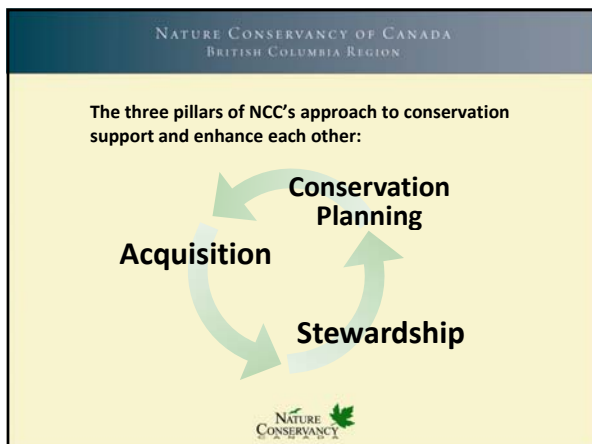 NATURE CONSERVANCY OF CANADA
BRITISH COLUMBIA REGION
The three pillars of NCC's approach to conservation
support and enhance each other:
Conservation
Planning
Acquisition
Stewardship
NATURE
CONSERVANCY
CANADA